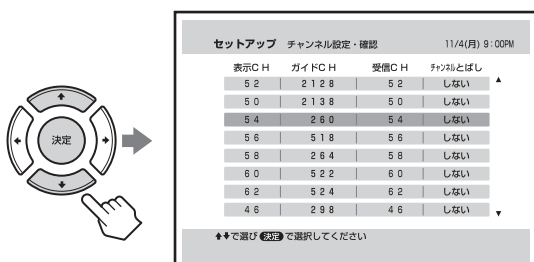 セットアップ チャンネル設定・確認 11/4(月) 9:00PM
表示CH ガイドCH 受信CH チャンネルとばし
52 2128 52 しない
50 2138 50 しない
54 260 54 しない
56 518 56 しない
58 264 58 しない
60 522 60 しない
62 524 62 しない
46 298 46 しない
決定
で選び 決定 で選択してください